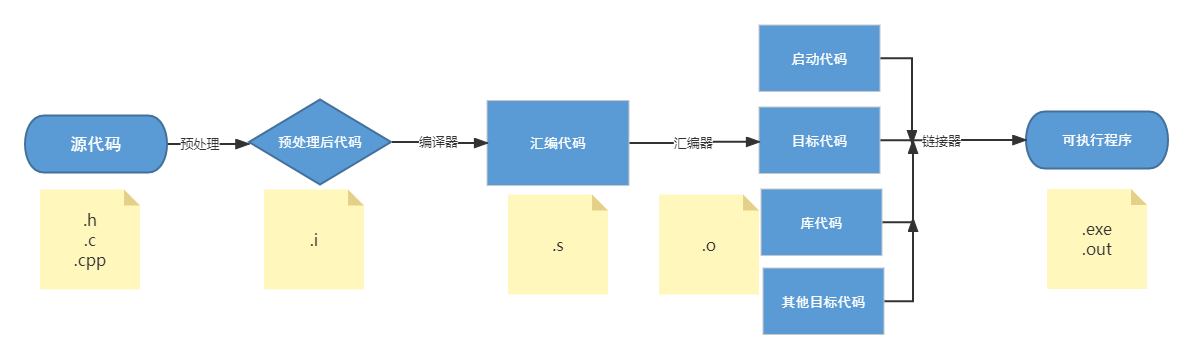 源代码
预处理
预处理后代码
编译器
汇编代码
汇编器
启动代码
目标代码
库代码
其他目标代码
链接器
可执行程序
.h
.c
.cpp
.i
.s
.o
.exe
.out